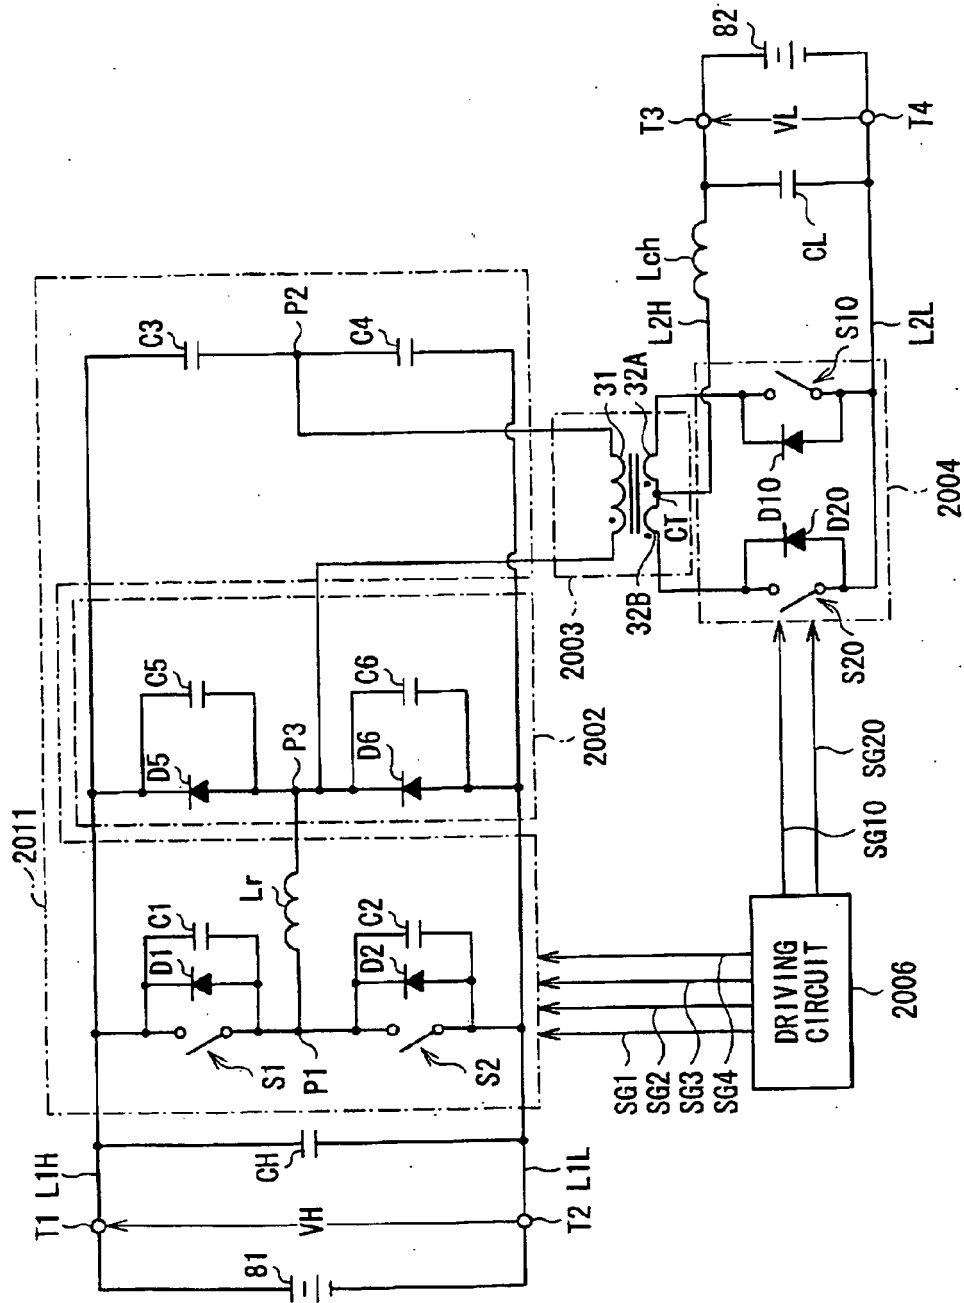 2011
T1
L1H
81
VH
CH
T2
L1L
S1
D1
C1
P1
Lr
S2
D2
C2
D5
C5
P3
D6
C6
2002
C3
P2
C4
2003
31
32A
32B
CT
L2H
Lch
T3
82
VL
CL
T4
L2L
D10
S10
D20
S20
2004
SG1
SG2
SG3
SG4
DRIVING
CIRCUIT
2006
SG10
SG20